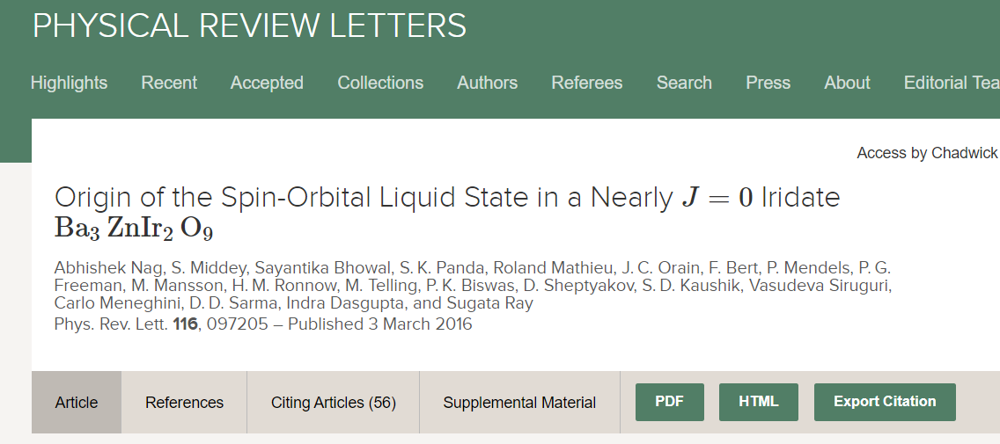 PHYSICAL REVIEW LETTERS
Highlights Recent Accepted Collections Authors Referees Search Press About Editorial Tea
Access by Chadwick
Origin of the Spin-Orbital Liquid State in a Nearly J = 0 Iridate
Ba₃ ZnIr₂ O₉
Abhishek Nag, S. Middey, Sayantika Bhowal, S. K. Panda, Roland Mathieu, J. C. Orain, F. Bert, P. Mendels, P. G.
Freeman, M. Mansson, H. M. Ronnow, M. Telling, P. K. Biswas, D. Sheptyakov, S. D. Kaushik, Vasudeva Siruguri,
Carlo Meneghini, D. D. Sarma, Indra Dasgupta, and Sugata Ray
Phys. Rev. Lett. 116, 097205 – Published 3 March 2016
Article References Citing Articles (56) Supplemental Material PDF HTML Export Citation